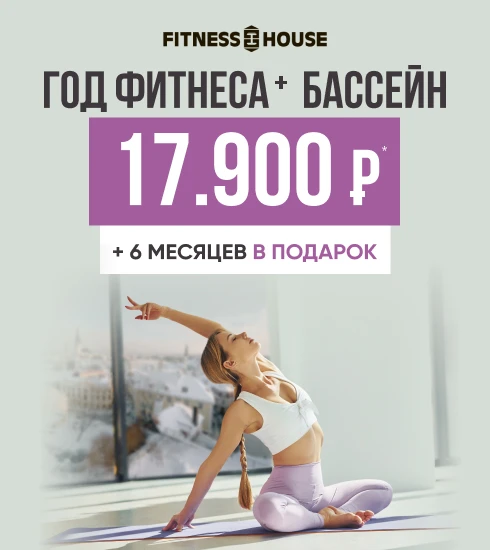 FITNESS HOUSE
ГОД ФИТНЕСА + БАССЕЙН
17.900 ₽*
+ 6 МЕСЯЦЕВ В ПОДАРОК